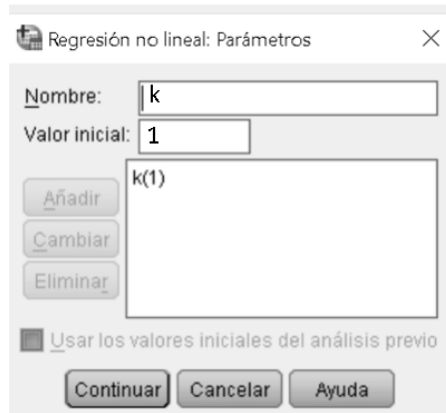 Regresión no lineal: Parámetros
Nombre: k
Valor inicial: 1
k(1)
Añadir
Cambiar
Eliminar
Usar los valores iniciales del análisis previo
Continuar Cancelar Ayuda